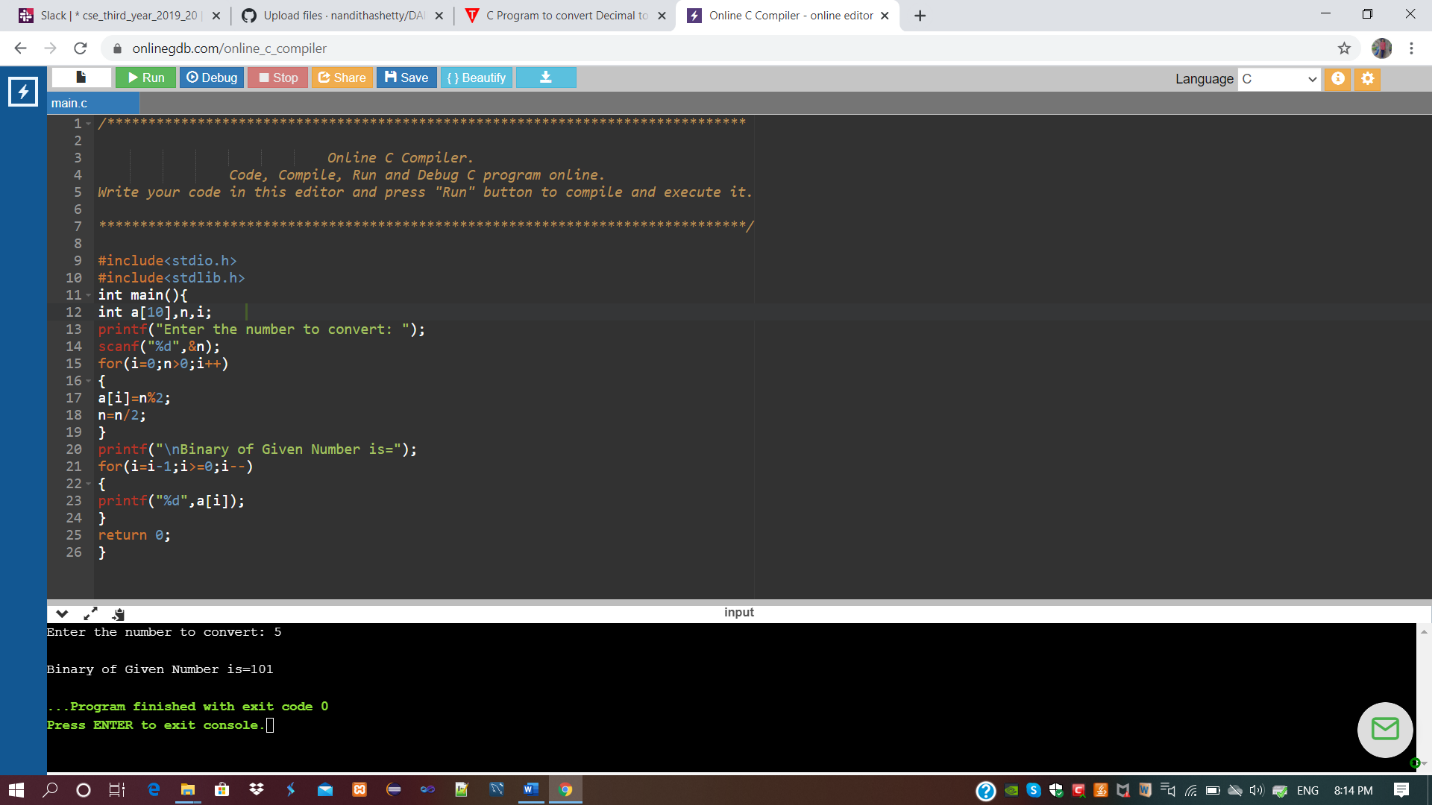 Slack | * cse_third_year_2019_20 |
Upload files · nandithashetty/DA
C Program to convert Decimal to
Online C Compiler - online editor
onlinegdb.com/online_c_compiler
Run
Debug
Stop
Share
Save
{ } Beautify
Language C
main.c
1 /******************************************************************************
2
3 Online C Compiler.
4 Code, Compile, Run and Debug C program online.
5 Write your code in this editor and press "Run" button to compile and execute it.
6
7 *******************************************************************************/
8
9 #include<stdio.h>
10 #include<stdlib.h>
11 int main(){
12 int a[10],n,i;
13 printf("Enter the number to convert: ");
14 scanf("%d",&n);
15 for(i=0;n>0;i++)
16 {
17 a[i]=n%2;
18 n=n/2;
19 }
20 printf("\nBinary of Given Number is=");
21 for(i=i-1;i>=0;i--)
22 {
23 printf("%d",a[i]);
24 }
25 return 0;
26 }
input
Enter the number to convert: 5
Binary of Given Number is=101
...Program finished with exit code 0
Press ENTER to exit console.
ENG
8:14 PM